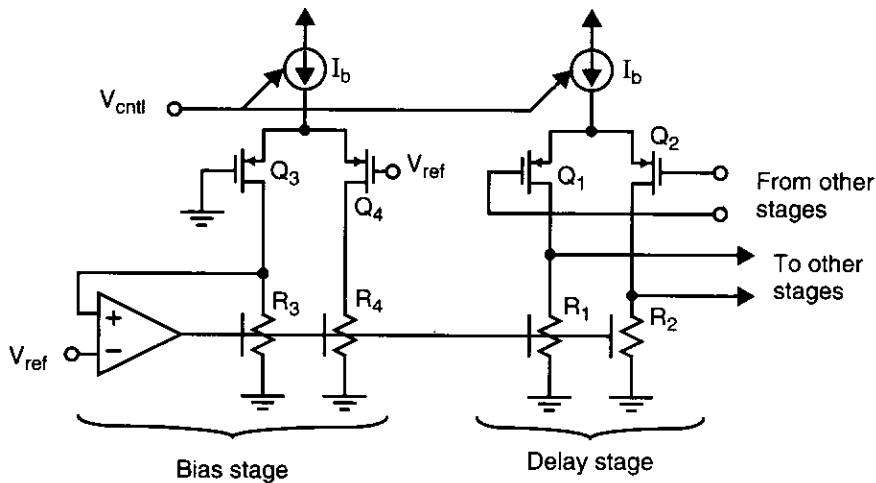 I_b
I_b
V_cntl
Q_2
Q_3
V_ref
Q_1
From other
stages
Q_4
To other
stages
R_3
R_4
R_1
R_2
+
−
V_ref
Bias stage
Delay stage